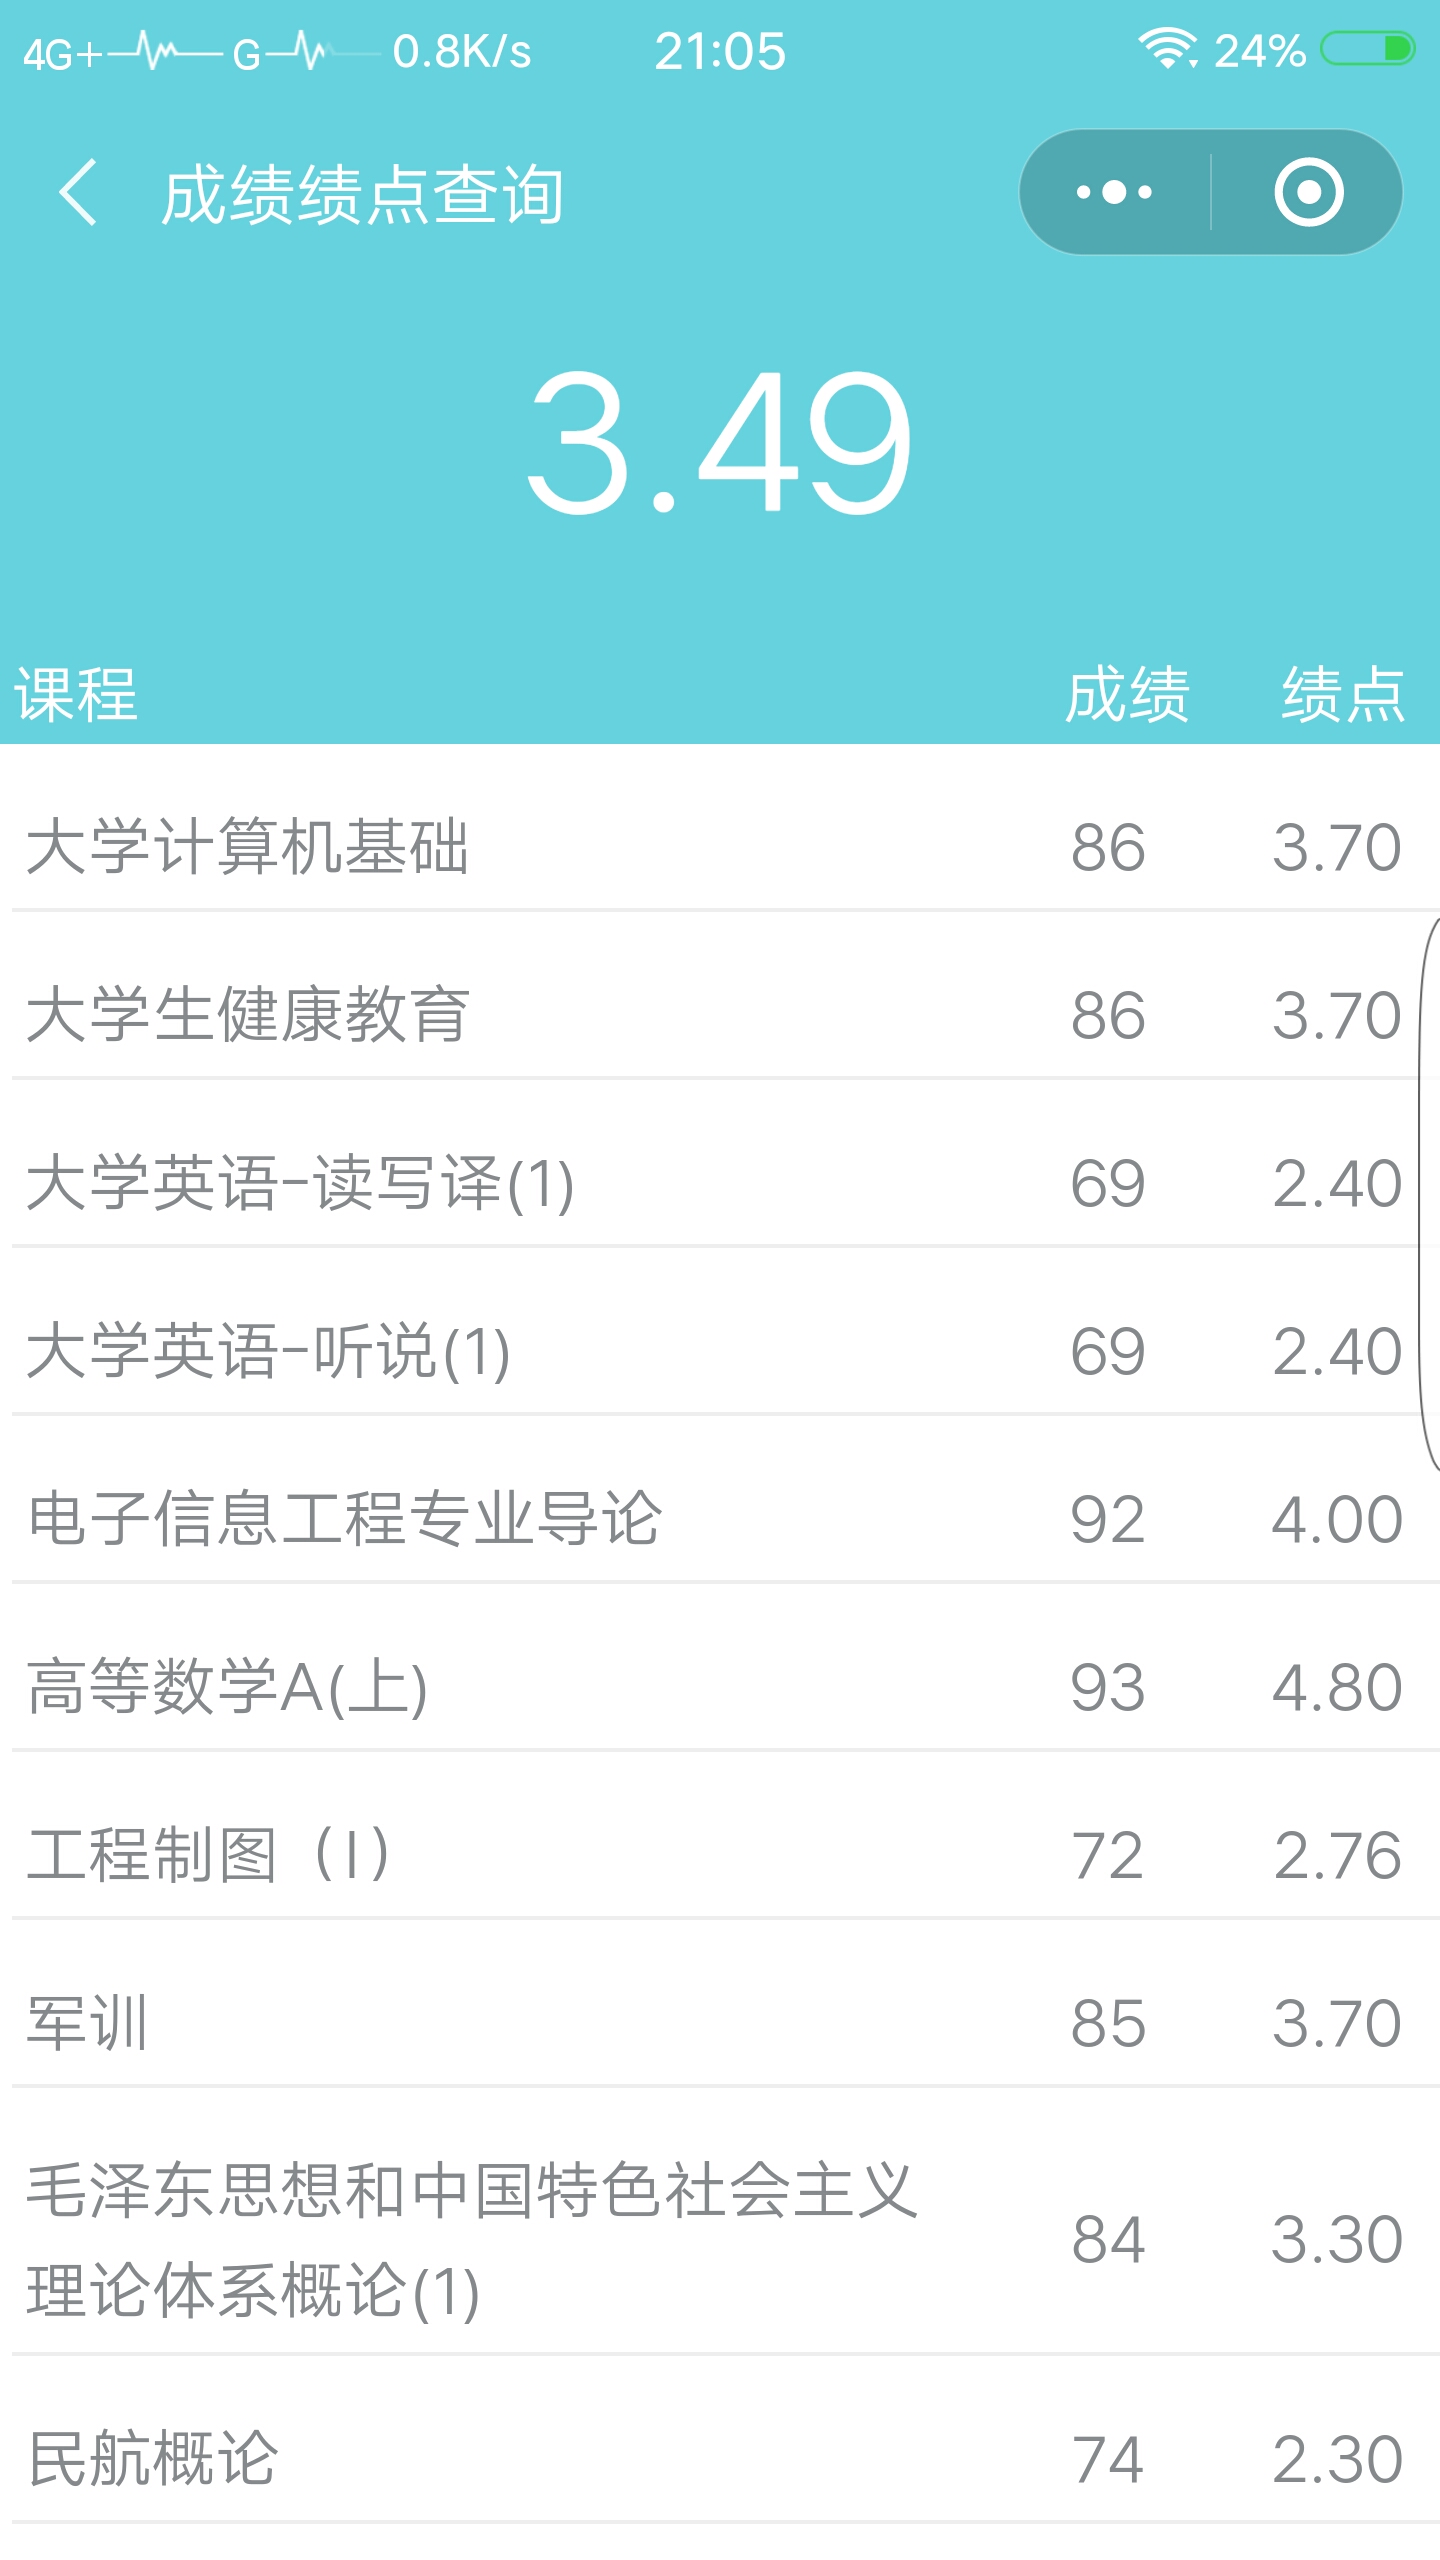 4G+ G 0.8K/s 21:05 24%
成绩绩点查询
3.49
课程 成绩 绩点
大学计算机基础 86 3.70
大学生健康教育 86 3.70
大学英语-读写译(1) 69 2.40
大学英语-听说(1) 69 2.40
电子信息工程专业导论 92 4.00
高等数学A(上) 93 4.80
工程制图（I） 72 2.76
军训 85 3.70
毛泽东思想和中国特色社会主义
理论体系概论(1) 84 3.30
民航概论 74 2.30